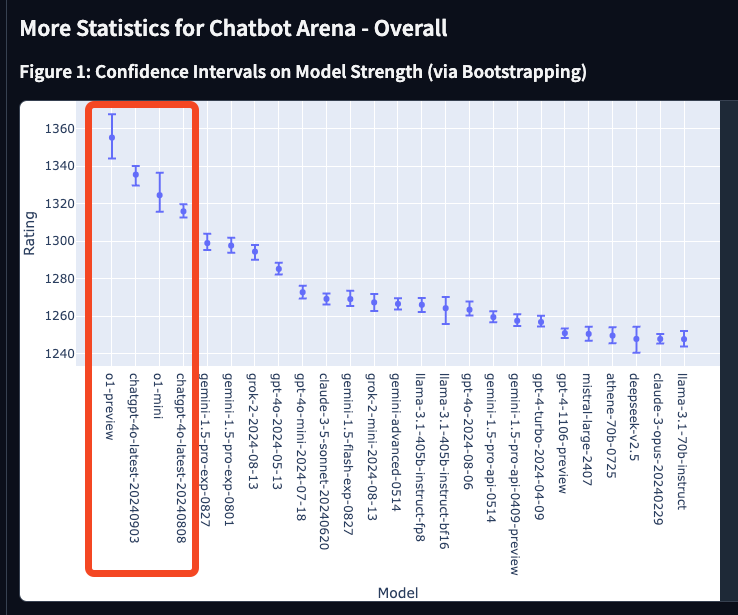 More Statistics for Chatbot Arena - Overall
Figure 1: Confidence Intervals on Model Strength (via Bootstrapping)
1360
1340
1320
1300
1280
1260
1240
Rating
o1-preview
chatgpt-4o-latest-20240903
o1-mini
chatgpt-4o-latest-20240808
gemini-1.5-pro-exp-0827
gemini-1.5-pro-exp-0801
grok-2-2024-08-13
gpt-4o-2024-05-13
gpt-4o-mini-2024-07-18
claude-3-5-sonnet-20240620
gemini-1.5-flash-exp-0827
grok-2-mini-2024-08-13
gemini-advanced-0514
llama-3.1-405b-instruct-fp8
llama-3.1-405b-instruct-bf16
gpt-4o-2024-08-06
gemini-1.5-pro-api-0514
gemini-1.5-pro-api-0409-preview
gpt-4-turbo-2024-04-09
gpt-4-1106-preview
mistral-large-2407
athene-70b-0725
deepseek-v2.5
claude-3-opus-20240229
llama-3.1-70b-instruct
Model